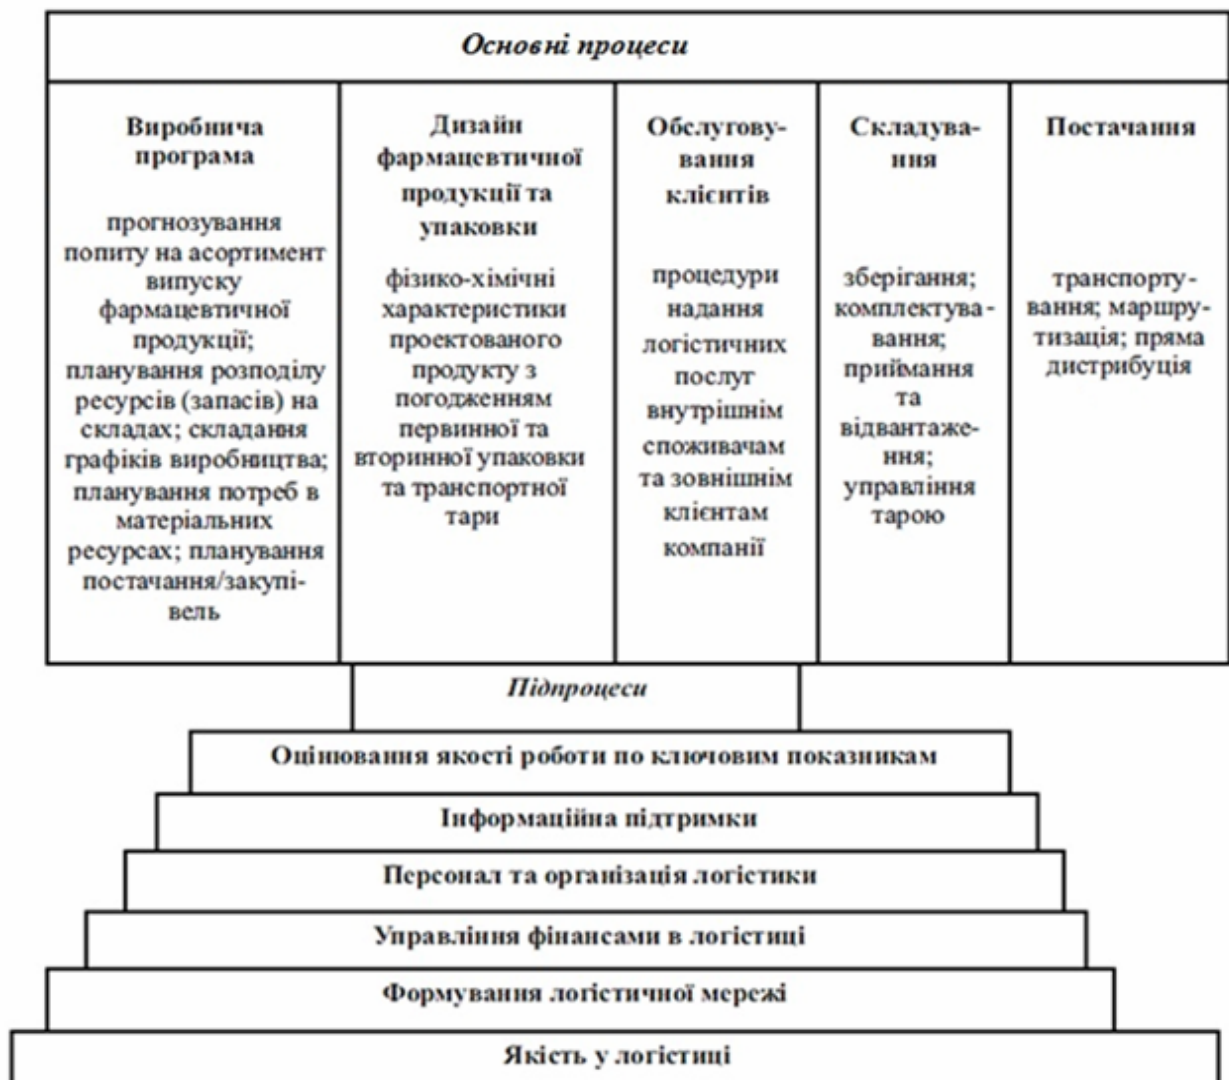 Основні процеси
Виробнича
програма
прогнозування
попиту на асортимент
випуску
фармацевтичної
продукції;
планування розподілу
ресурсів (запасів) на
складах; складання
графіків виробництва;
планування потреб в
матеріальних
ресурсах; планування
постачання/закупі-
вель
Дизайн
фармацевтичної
продукції та
упаковки
фізико-хімічні
характеристики
проектованого
продукту з
погодженням
первинної та
вторинної упаковки
та транспортної
тари
Обслугову-
вання
клієнтів
процедури
надання
логістичних
послуг
внутрішнім
споживачам
та зовнішнім
клієнтам
компанії
Складува-
ння
зберігання;
комплектува-
вання;
приймання
та
відвантаже-
ння;
управління
тарою
Постачання
транспорту-
вання; маршру-
тизація; пряма
дистрибуція
Підпроцеси
Оцінювання якості роботи по ключовим показникам
Інформаційна підтримки
Персонал та організація логістики
Управління фінансами в логістиці
Формування логістичної мережі
Якість у логістиці